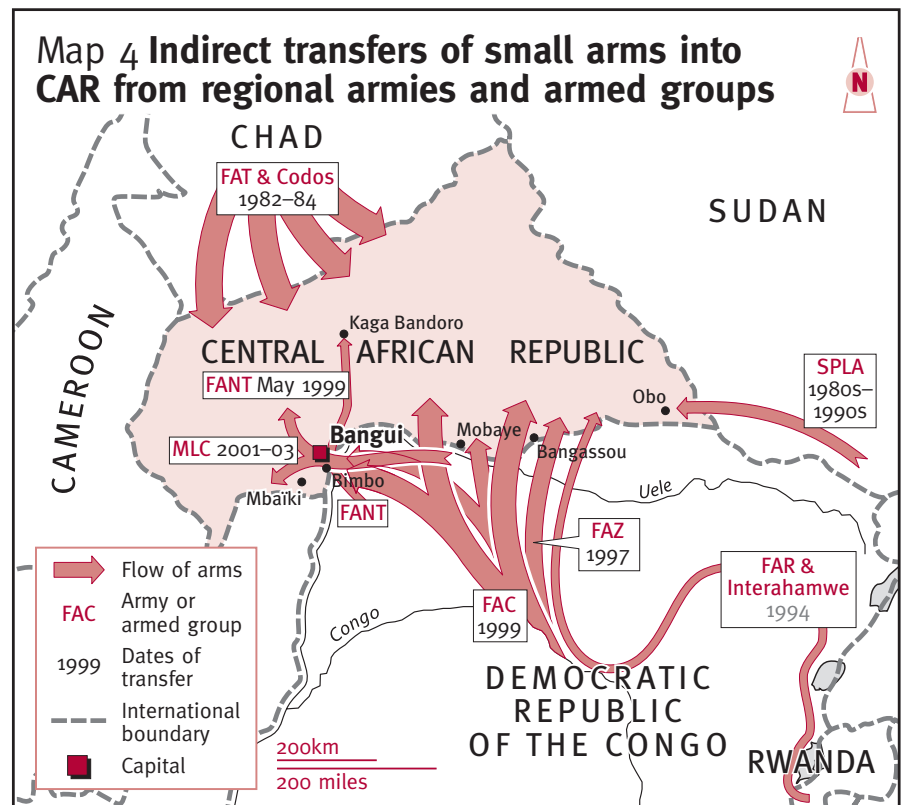 Map 4 Indirect transfers of small arms into
CAR from regional armies and armed groups
N
CHAD
FAT & Codos
1982–84
SUDAN
CAMEROON
Kaga Bandoro
CENTRAL AFRICAN REPUBLIC
FANT May 1999
SPLA
1980s–
1990s
Obo
Bangui
Mobaye
MLC 2001–03
Bangassou
Bimbo
Mbaïki
Uele
FANT
FAZ
1997
FAR &
Interahamwe
1994
FAC
1999
Congo
DEMOCRATIC
REPUBLIC
OF THE CONGO
RWANDA
Flow of arms
FAC
Army or
armed group
1999
Dates of
transfer
International
boundary
Capital
200km
200 miles